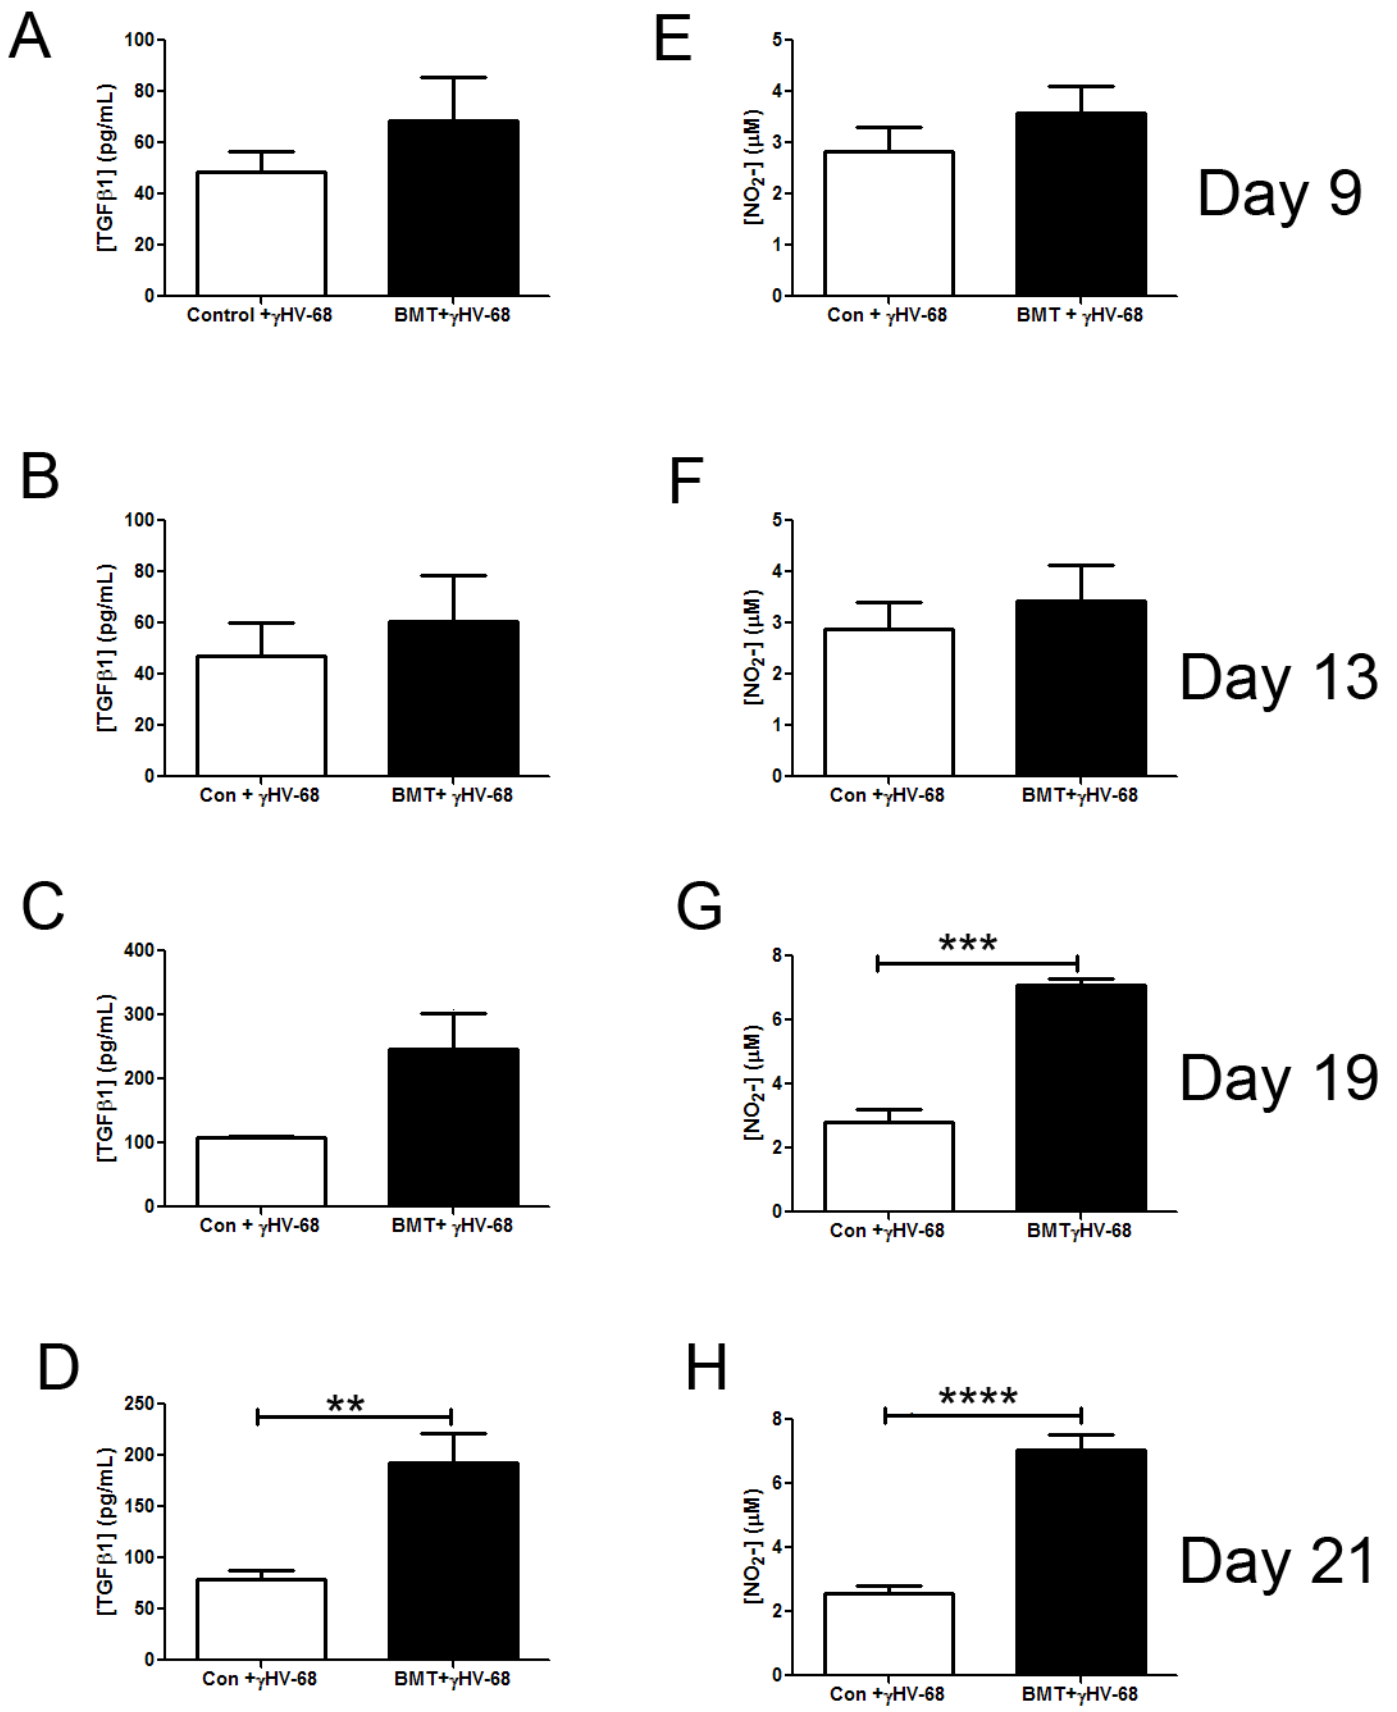 A
[TGFβ1] (pg/mL)
100
80
60
40
20
0
Control +γHV-68 BMT+γHV-68
E
[NO2-] (μM)
5
4
3
2
1
0
Con + γHV-68 BMT + γHV-68
Day 9
B
[TGFβ1] (pg/mL)
100
80
60
40
20
0
Con + γHV-68 BMT+ γHV-68
F
[NO2-] (μM)
5
4
3
2
1
0
Con +γHV-68 BMT+γHV-68
Day 13
C
[TGFβ1] (pg/mL)
400
300
200
100
0
Con + γHV-68 BMT+ γHV-68
G
[NO2-] (μM)
8
6
4
2
0
***
Con +γHV-68 BMTγHV-68
Day 19
D
[TGFβ1] (pg/mL)
250
200
150
100
50
0
**
Con +γHV-68 BMT+γHV-68
H
[NO2-] (μM)
8
6
4
2
0
****
Con +γHV-68 BMT+γHV-68
Day 21